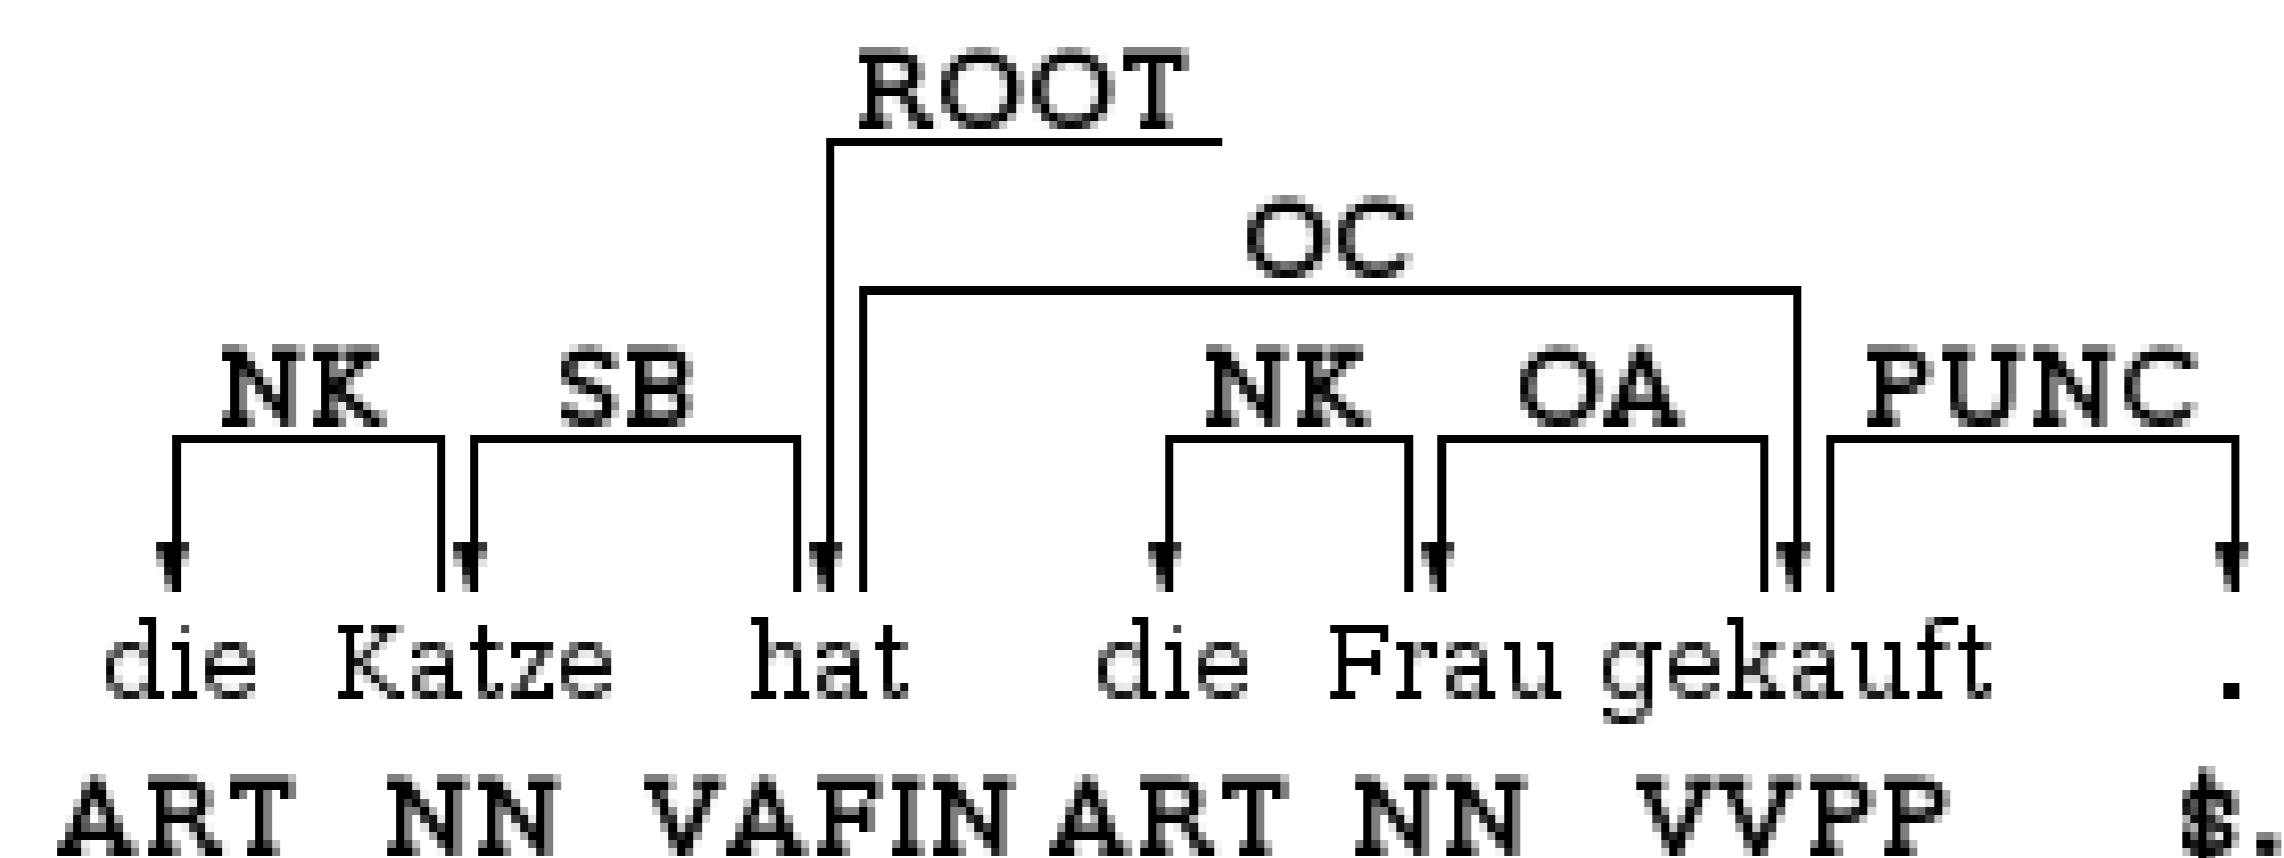 ROOT
OC
NK SB NK OA PUNC
die Katze hat die Frau gekauft .
ART NN VAFIN ART NN VVPP $.